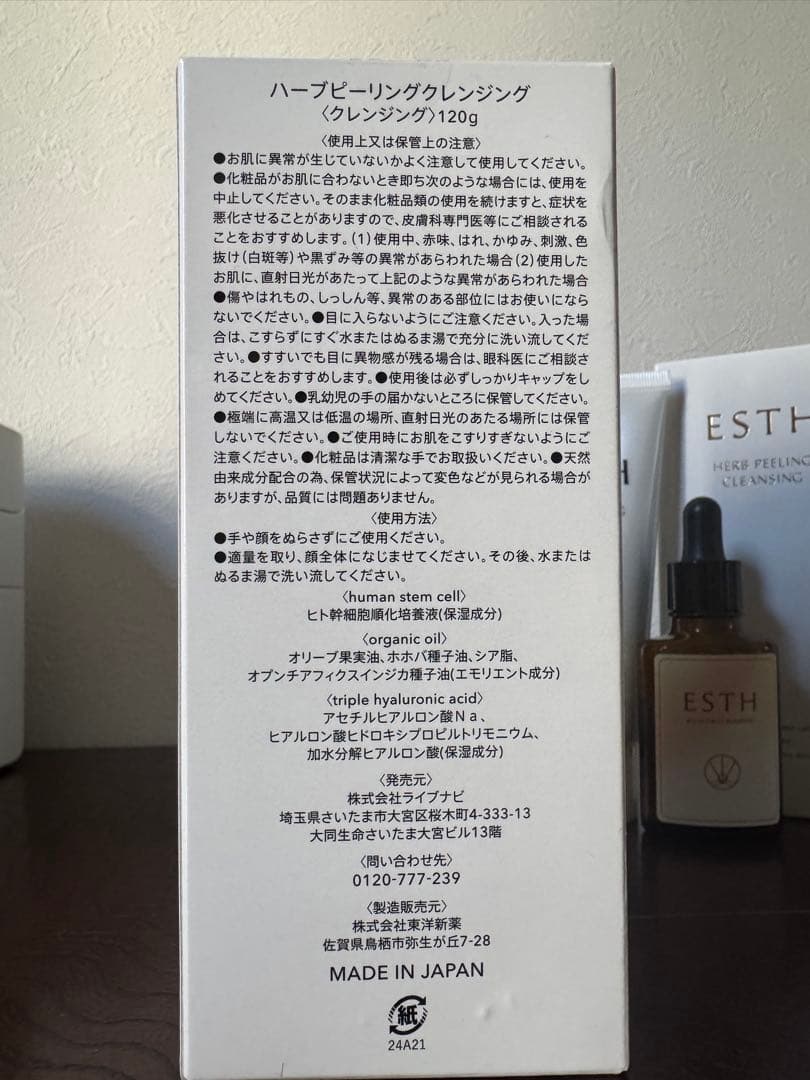 ハーブピーリングクレンジング
〈クレンジング〉120g
〈使用上又は保管上の注意〉
●お肌に異常が生じていないかよく注意して使用してください。
●化粧品がお肌に合わないとき即ち次のような場合には、使用を
中止してください。そのまま化粧品類の使用を続けますと、症状を
悪化させることがありますので、皮膚科専門医等にご相談される
ことをおすすめします。(1)使用中、赤味、はれ、かゆみ、刺激、色
抜け(白斑等)や黒ずみ等の異常があらわれた場合(2)使用した
お肌に、直射日光があたって上記のような異常があらわれた場合
●傷やはれもの、しっしん等、異常のある部位にはお使いになら
ないでください。●目に入らないようにご注意ください。入った場
合は、こすらずにすぐ水またはぬるま湯で充分に洗い流してくだ
さい。●すすいでも目に異物感が残る場合は、眼科医にご相談さ
れることをおすすめします。●使用後は必ずしっかりキャップをし
めてください。●乳幼児の手の届かないところに保管してください。
●極端に高温又は低温の場所、直射日光のあたる場所には保管
しないでください。●ご使用時にお肌をこすりすぎないようにご
注意ください。●化粧品は清潔な手でお取扱いください。●天然
由来成分配合の為、保管状況によって変色などが見られる場合が
ありますが、品質には問題ありません。
〈使用方法〉
●手や顔をぬらさずにご使用ください。
●適量を取り、顔全体になじませてください。その後、水または
ぬるま湯で洗い流してください。
〈human stem cell〉
ヒト幹細胞順化培養液(保湿成分)
〈organic oil〉
オリーブ果実油、ホホバ種子油、シア脂、
オプンチアフィクスインジカ種子油(エモリエント成分)
〈triple hyaluronic acid〉
アセチルヒアルロン酸Na、
ヒアルロン酸ヒドロキシプロピルトリモニウム、
加水分解ヒアルロン酸(保湿成分)
〈発売元〉
株式会社ライブナビ
埼玉県さいたま市大宮区桜木町4-333-13
大同生命さいたま大宮ビル13階
〈問い合わせ先〉
0120-777-239
〈製造販売元〉
株式会社東洋新薬
佐賀県鳥栖市弥生が丘7-28
MADE IN JAPAN
紙
24A21
ESTH
HERB PEELING
CLEANSING
ESTH